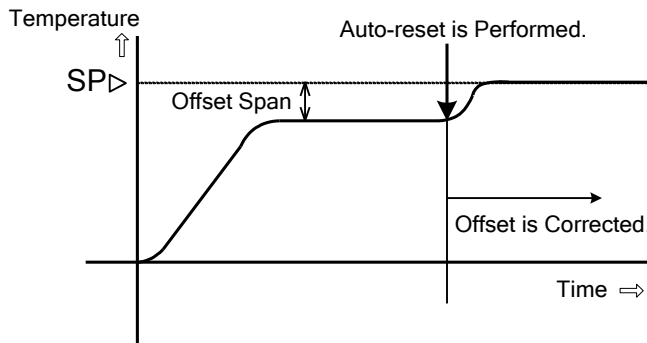 Temperature
Auto-reset is Performed.
SP
Offset Span
Offset is Corrected.
Time